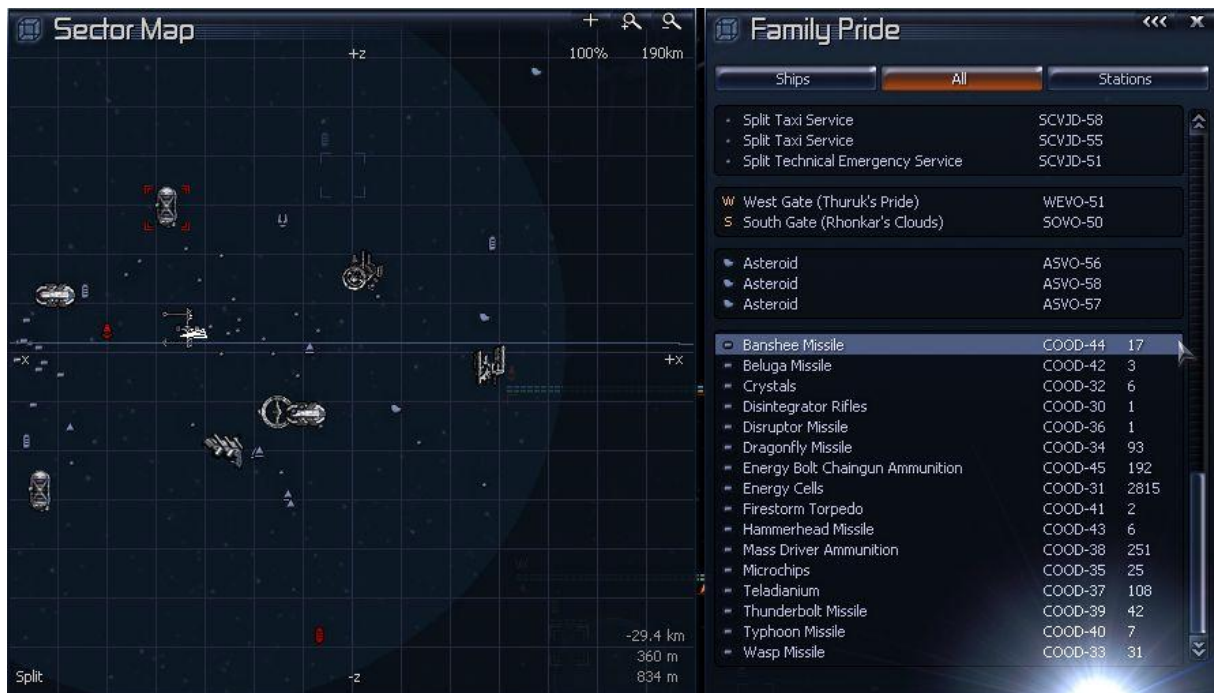 Sector Map
+z
100% 190km
-x
+x
-29.4 km
360 m
834 m
Split
-z
Family Pride
<<< x
Ships All Stations
Split Taxi Service SCVJD-58
Split Taxi Service SCVJD-55
Split Technical Emergency Service SCVJD-51
W West Gate (Thuruk's Pride) WEVO-51
S South Gate (Rhonkar's Clouds) SOVO-50
Asteroid ASVO-56
Asteroid ASVO-58
Asteroid ASVO-57
Banshee Missile COOD-44 17
Beluga Missile COOD-42 3
Crystals COOD-32 6
Disintegrator Rifles COOD-30 1
Disruptor Missile COOD-36 1
Dragonfly Missile COOD-34 93
Energy Bolt Chaingun Ammunition COOD-45 192
Energy Cells COOD-31 2815
Firestorm Torpedo COOD-41 2
Hammerhead Missile COOD-43 6
Mass Driver Ammunition COOD-38 251
Microchips COOD-35 25
Teladianium COOD-37 108
Thunderbolt Missile COOD-39 42
Typhoon Missile COOD-40 7
Wasp Missile COOD-33 31